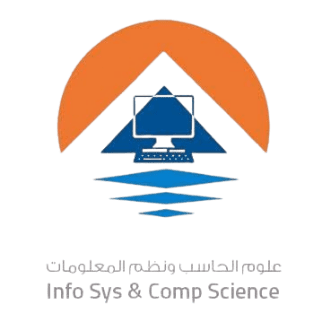 علوم الحاسب ونظم المعلومات
Info Sys & Comp Science